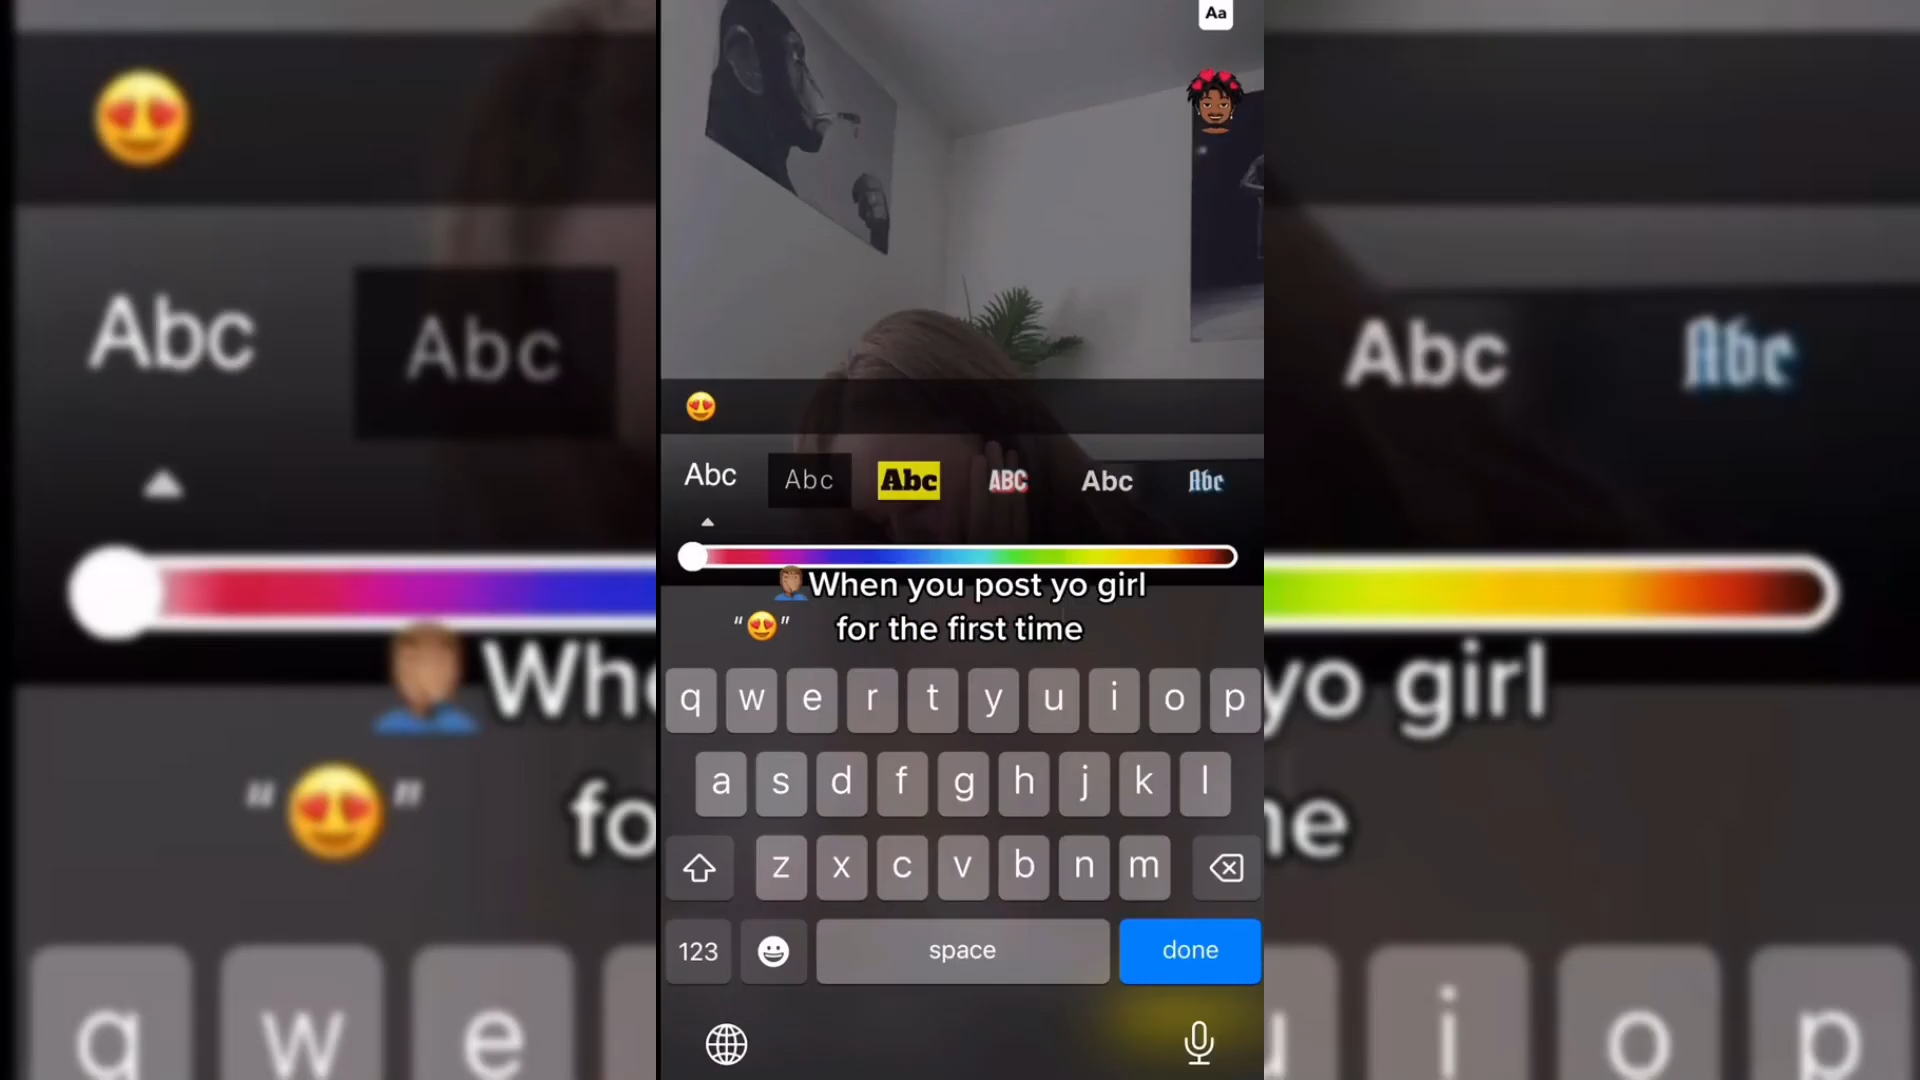 Aa
😍
Abc Abc Abc ABC Abc Abc
🤦🏽‍♂️When you post yo girl
"😍" for the first time
q w e r t y u i o p
a s d f g h j k l
z x c v b n m
123 space done